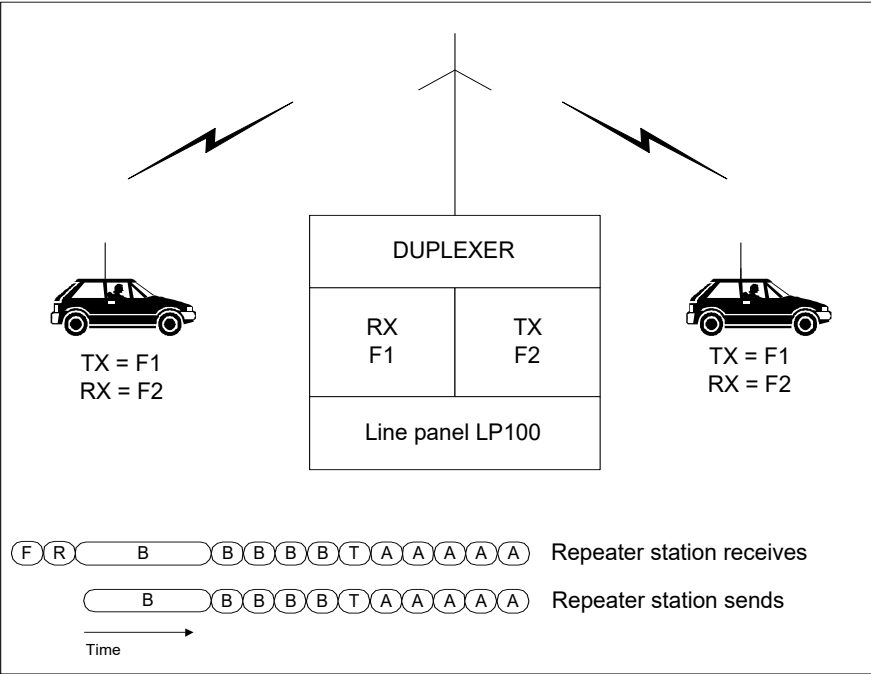 DUPLEXER
RX
F1
TX
F2
Line panel LP100
TX = F1
RX = F2
TX = F1
RX = F2
F R B B B B B T A A A A A Repeater station receives
B B B B B T A A A A A Repeater station sends
Time